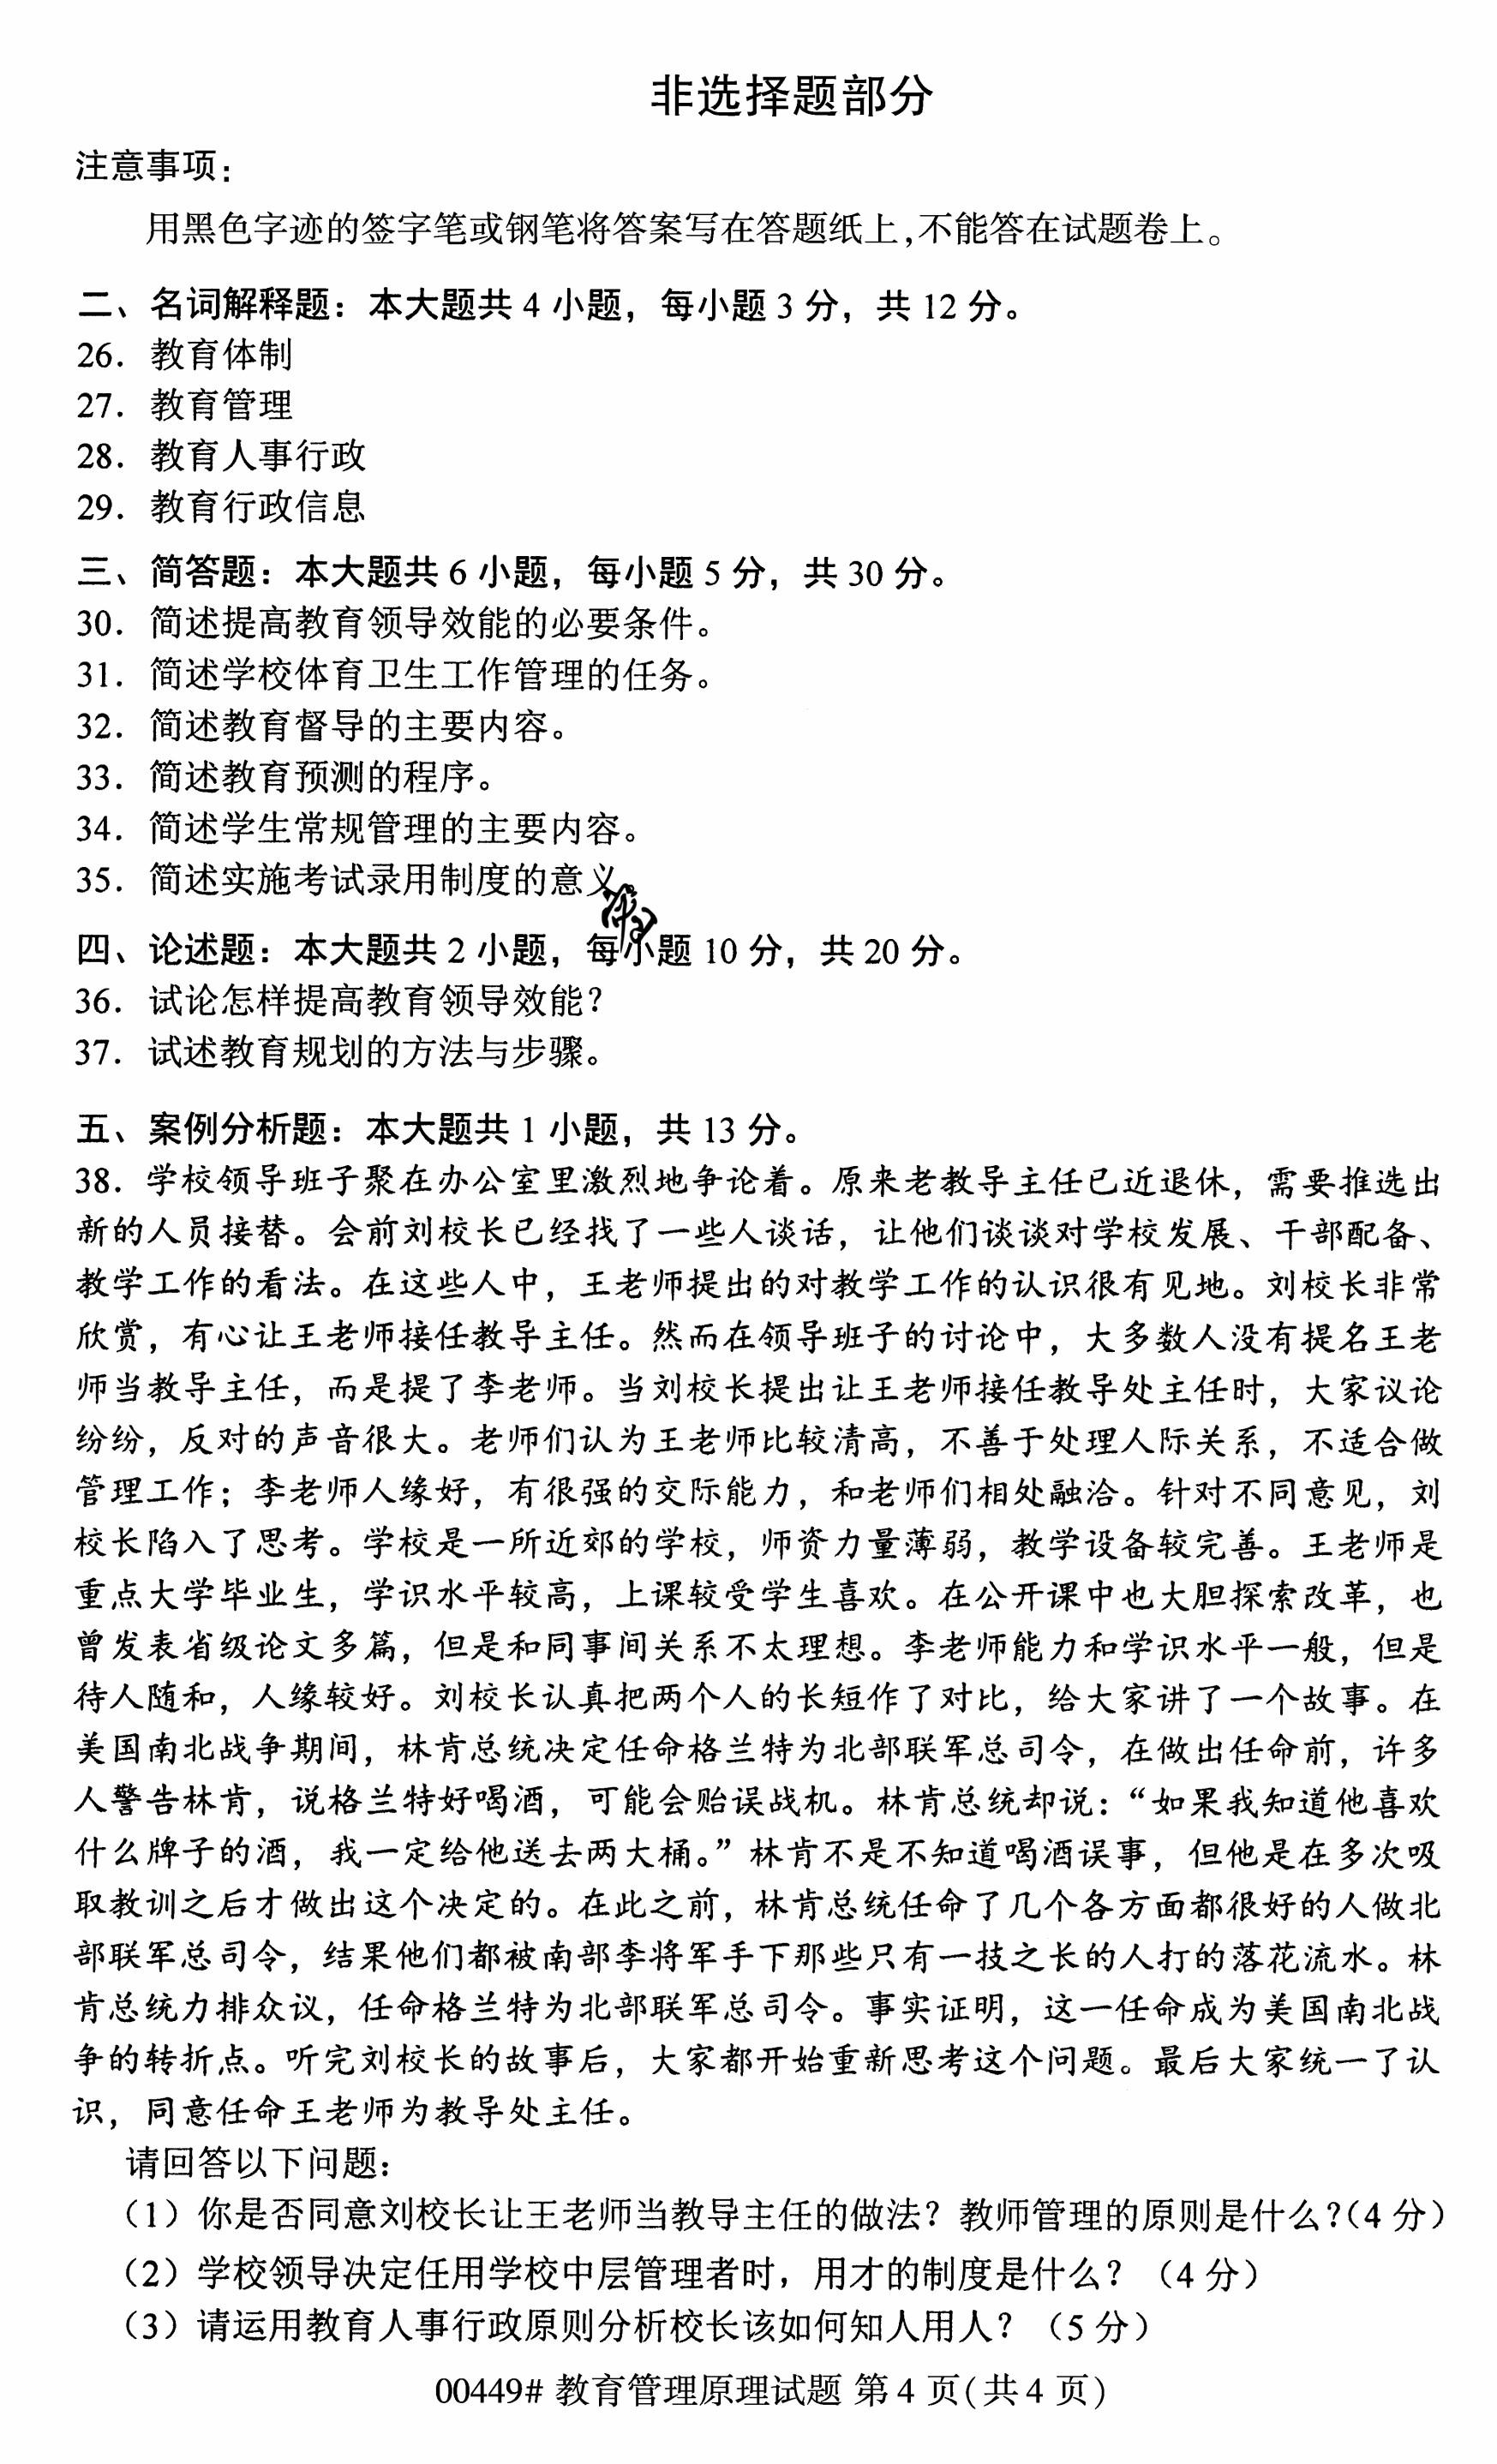 非选择题部分
注意事项：
用黑色字迹的签字笔或钢笔将答案写在答题纸上,不能答在试题卷上。
二、名词解释题：本大题共 4 小题，每小题 3 分，共 12 分。
26．教育体制
27．教育管理
28．教育人事行政
29．教育行政信息
三、简答题：本大题共 6 小题，每小题 5 分，共 30 分。
30．简述提高教育领导效能的必要条件。
31．简述学校体育卫生工作管理的任务。
32．简述教育督导的主要内容。
33．简述教育预测的程序。
34．简述学生常规管理的主要内容。
35．简述实施考试录用制度的意义。
四、论述题：本大题共 2 小题，每小题 10 分，共 20 分。
36．试论怎样提高教育领导效能？
37．试述教育规划的方法与步骤。
五、案例分析题：本大题共 1 小题，共 13 分。
38．学校领导班子聚在办公室里激烈地争论着。原来老教导主任已近退休，需要推选出
新的人员接替。会前刘校长已经找了一些人谈话，让他们谈谈对学校发展、干部配备、
教学工作的看法。在这些人中，王老师提出的对教学工作的认识很有见地。刘校长非常
欣赏，有心让王老师接任教导主任。然而在领导班子的讨论中，大多数人没有提名王老
师当教导主任，而是提了李老师。当刘校长提出让王老师接任教导处主任时，大家议论
纷纷，反对的声音很大。老师们认为王老师比较清高，不善于处理人际关系，不适合做
管理工作；李老师人缘好，有很强的交际能力，和老师们相处融洽。针对不同意见，刘
校长陷入了思考。学校是一所近郊的学校，师资力量薄弱，教学设备较完善。王老师是
重点大学毕业生，学识水平较高，上课较受学生喜欢。在公开课中也大胆探索改革，也
曾发表省级论文多篇，但是和同事间关系不太理想。李老师能力和学识水平一般，但是
待人随和，人缘较好。刘校长认真把两个人的长短作了对比，给大家讲了一个故事。在
美国南北战争期间，林肯总统决定任命格兰特为北部联军总司令，在做出任命前，许多
人警告林肯，说格兰特好喝酒，可能会贻误战机。林肯总统却说：“如果我知道他喜欢
什么牌子的酒，我一定给他送去两大桶。”林肯不是不知道喝酒误事，但他是在多次吸
取教训之后才做出这个决定的。在此之前，林肯总统任命了几个各方面都很好的人做北
部联军总司令，结果他们都被南部李将军手下那些只有一技之长的人打的落花流水。林
肯总统力排众议，任命格兰特为北部联军总司令。事实证明，这一任命成为美国南北战
争的转折点。听完刘校长的故事后，大家都开始重新思考这个问题。最后大家统一了认
识，同意任命王老师为教导处主任。
请回答以下问题：
（1）你是否同意刘校长让王老师当教导主任的做法？教师管理的原则是什么？（4 分）
（2）学校领导决定任用学校中层管理者时，用才的制度是什么？（4 分）
（3）请运用教育人事行政原则分析校长该如何知人用人？（5 分）
00449# 教育管理原理试题 第 4 页(共 4 页)